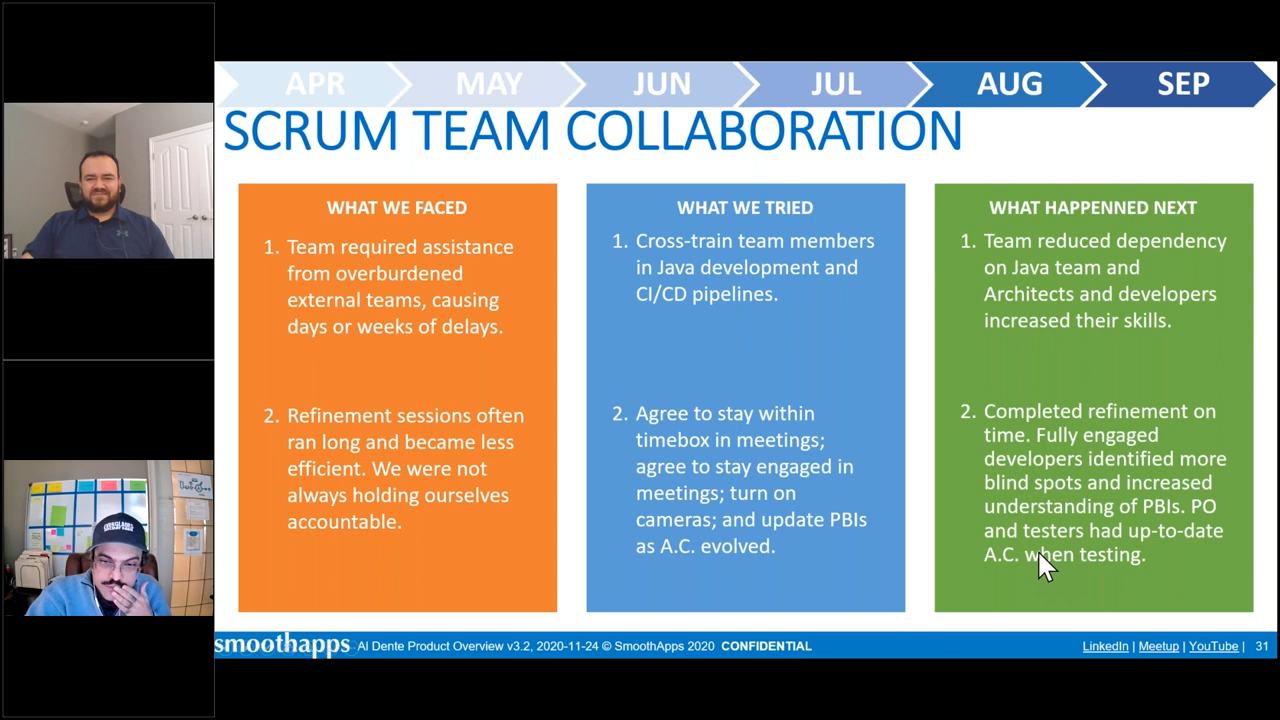 APR MAY JUN JUL AUG SEP
SCRUM TEAM COLLABORATION
WHAT WE FACED
1. Team required assistance
from overburdened
external teams, causing
days or weeks of delays.
2. Refinement sessions often
ran long and became less
efficient. We were not
always holding ourselves
accountable.
WHAT WE TRIED
1. Cross-train team members
in Java development and
CI/CD pipelines.
2. Agree to stay within
timebox in meetings;
agree to stay engaged in
meetings; turn on
cameras; and update PBIs
as A.C. evolved.
WHAT HAPPENNED NEXT
1. Team reduced dependency
on Java team and
Architects and developers
increased their skills.
2. Completed refinement on
time. Fully engaged
developers identified more
blind spots and increased
understanding of PBIs. PO
and testers had up-to-date
A.C. when testing.
smoothapps Al Dente Product Overview v3.2, 2020-11-24 © SmoothApps 2020 CONFIDENTIAL LinkedIn | Meetup | YouTube | 31